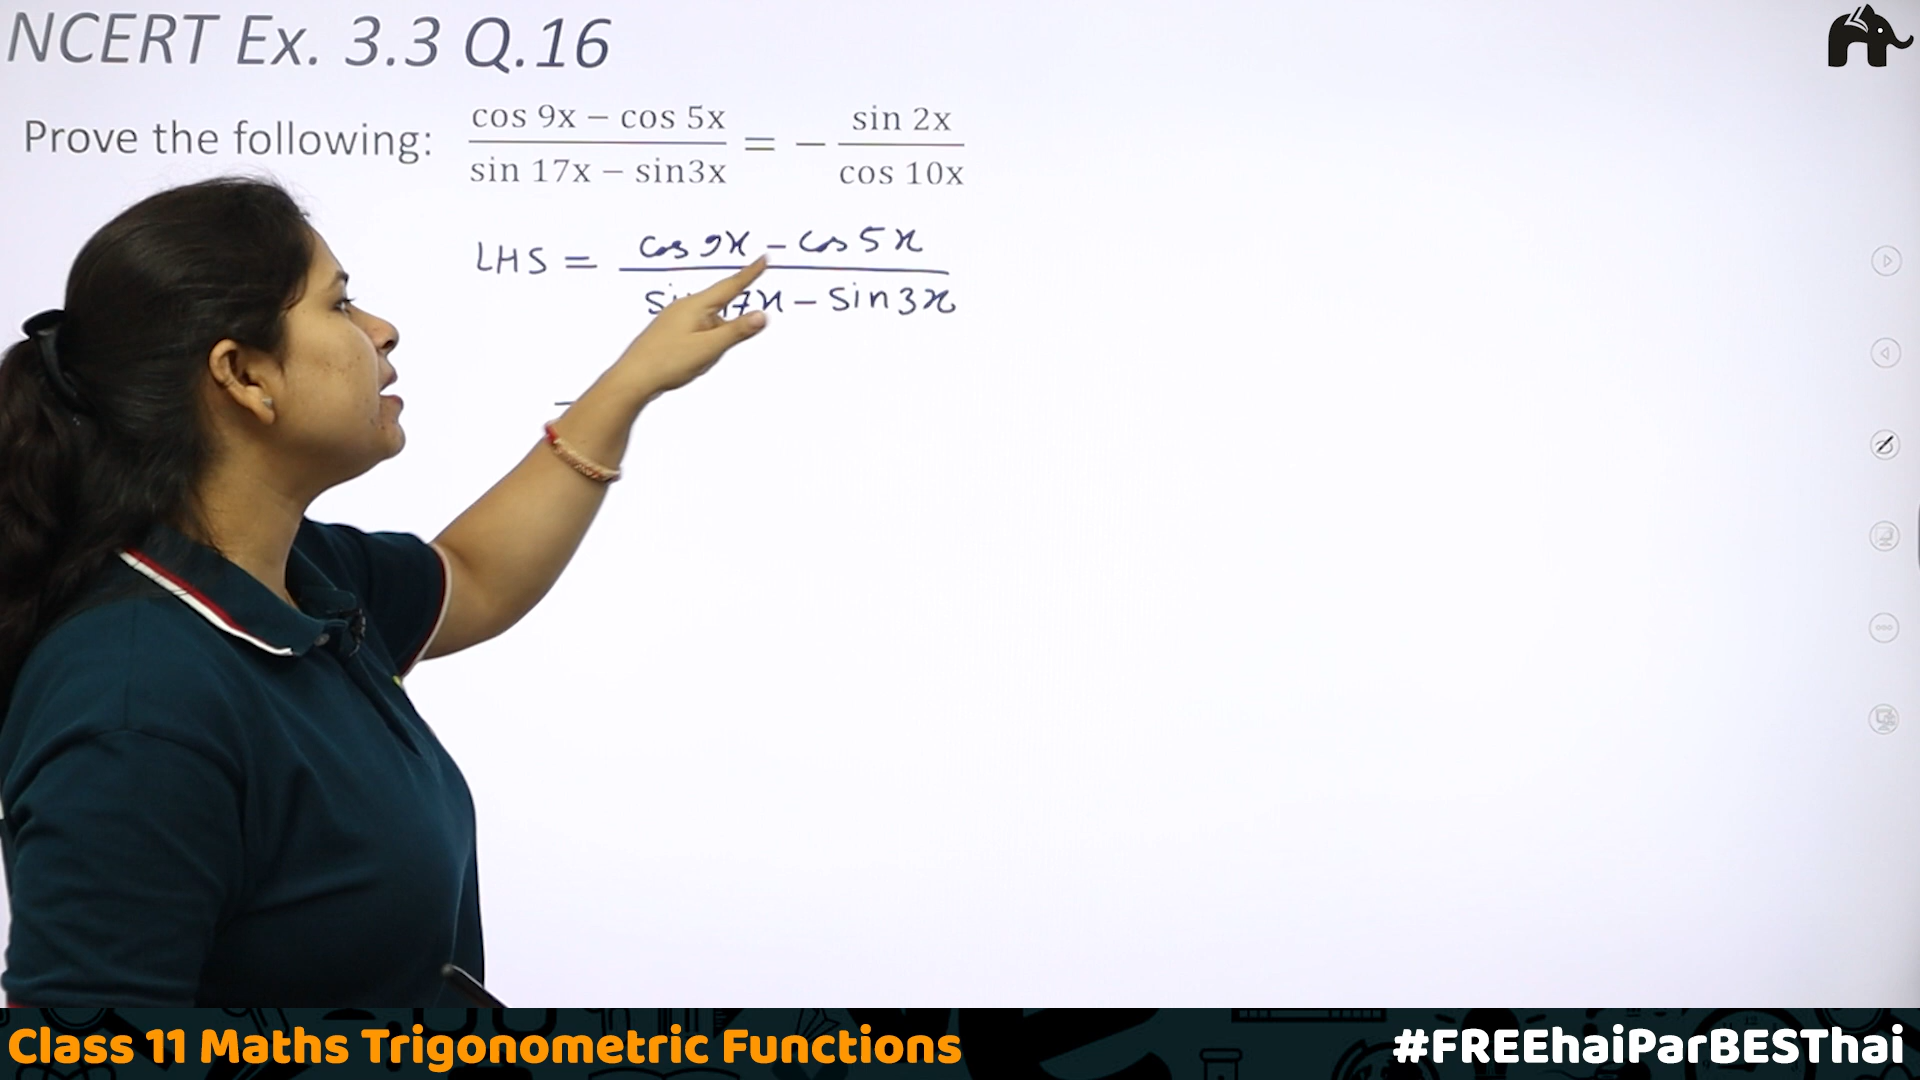 NCERT Ex. 3.3 Q.16
Prove the following: (cos 9x − cos 5x)/(sin 17x − sin3x) = − sin 2x/cos 10x
LHS = (cos 9x − cos 5x)/(17x − sin 3x)
Class 11 Maths Trigonometric Functions
#FREEhaiParBESThai